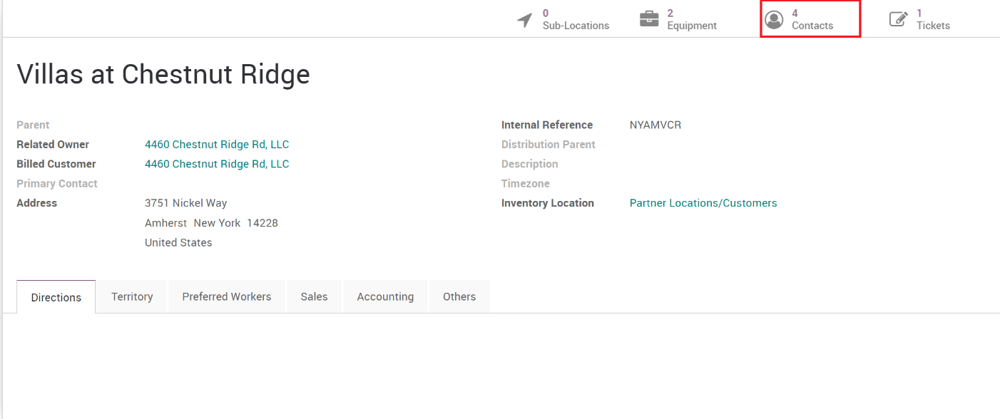 0
Sub-Locations
2
Equipment
4
Contacts
1
Tickets
Villas at Chestnut Ridge
Parent
Related Owner 4460 Chestnut Ridge Rd, LLC
Billed Customer 4460 Chestnut Ridge Rd, LLC
Primary Contact
Address 3751 Nickel Way
Amherst New York 14228
United States
Internal Reference NYAMVCR
Distribution Parent
Description
Timezone
Inventory Location Partner Locations/Customers
Directions Territory Preferred Workers Sales Accounting Others